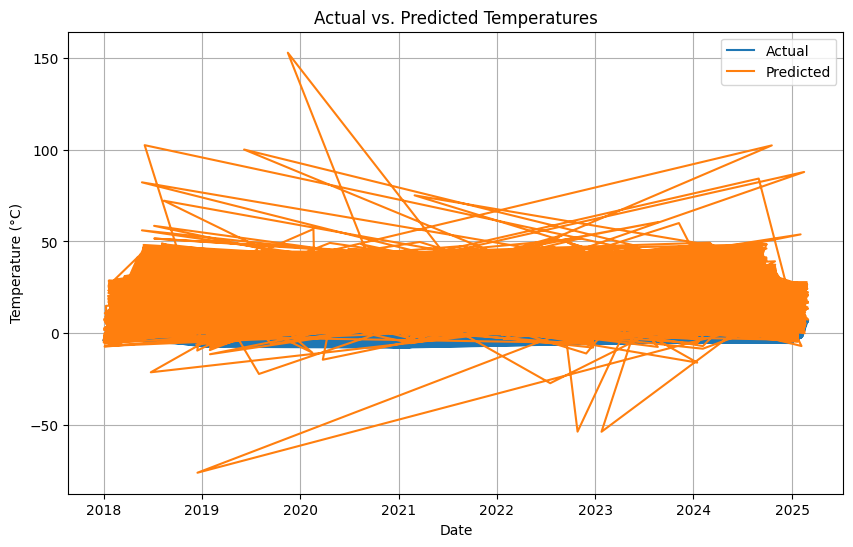 Actual vs. Predicted Temperatures
Actual
Predicted
150
100
50
0
−50
Temperature (°C)
2018 2019 2020 2021 2022 2023 2024 2025
Date